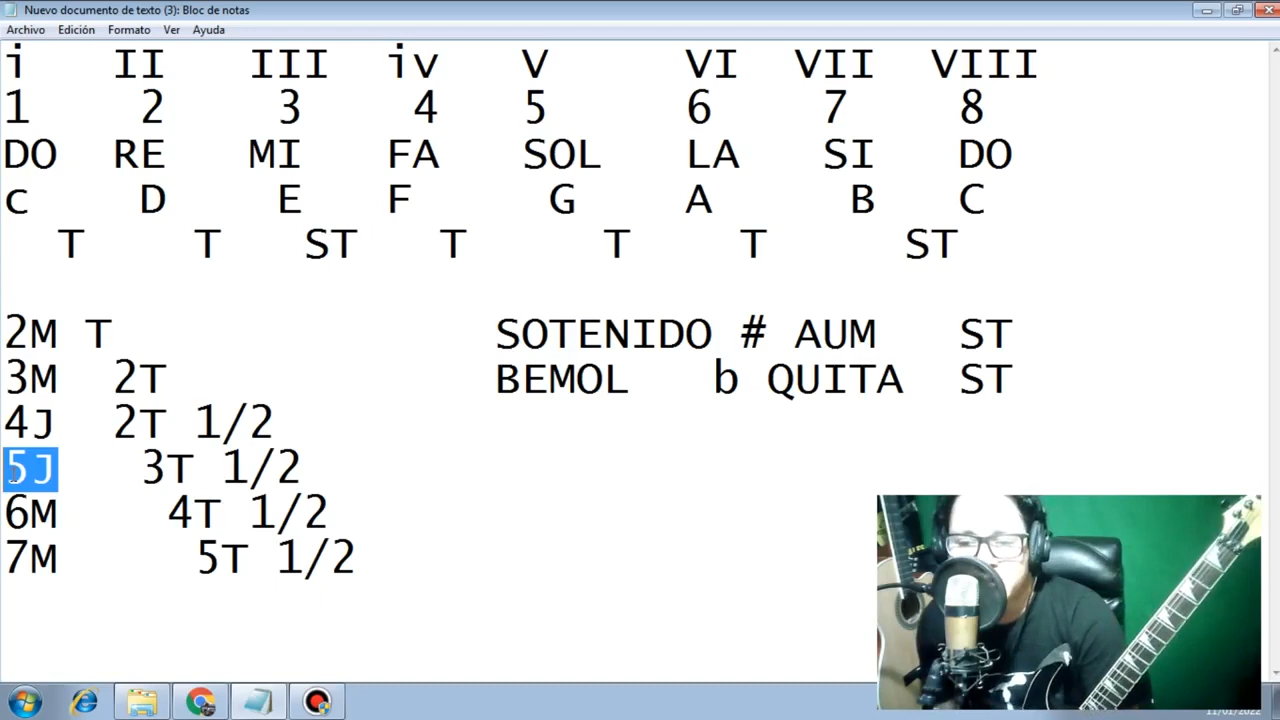 Nuevo documento de texto (3): Bloc de notas
Archivo Edición Formato Ver Ayuda
i II III iv V VI VII VIII
1 2 3 4 5 6 7 8
DO RE MI FA SOL LA SI DO
c D E F G A B C
T T ST T T T ST
2M T SOTENIDO # AUM ST
3M 2T BEMOL b QUITA ST
4J 2T 1/2
5J 3T 1/2
6M 4T 1/2
7M 5T 1/2
11/01/2022